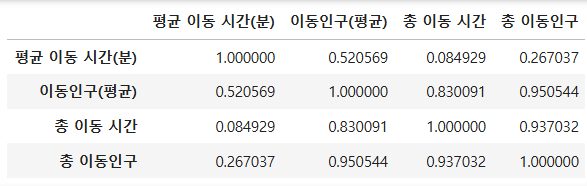 평균 이동 시간(분) 이동인구(평균) 총 이동 시간 총 이동인구
평균 이동 시간(분) 1.000000 0.520569 0.084929 0.267037
이동인구(평균) 0.520569 1.000000 0.830091 0.950544
총 이동 시간 0.084929 0.830091 1.000000 0.937032
총 이동인구 0.267037 0.950544 0.937032 1.000000